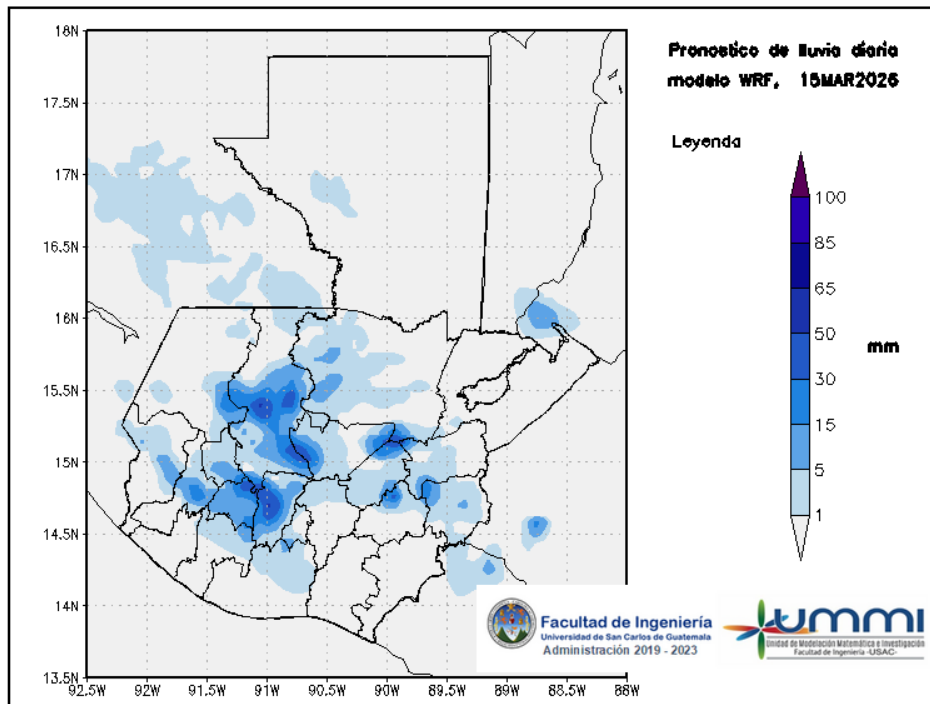 Pronostico de lluvia diaria
modelo WRF, 15MAR2026
Leyenda
100
85
65
50
30
15
5
1
mm
18N
17.5N
17N
16.5N
16N
15.5N
15N
14.5N
14N
13.5N
92.5W
92W
91.5W
91W
90.5W
90W
89.5W
89W
88.5W
88W
Facultad de Ingeniería
Universidad de San Carlos de Guatemala
Administración 2019 - 2023
UMMI
Unidad de Modelación Matemática e Investigación
Facultad de Ingeniería -USAC-